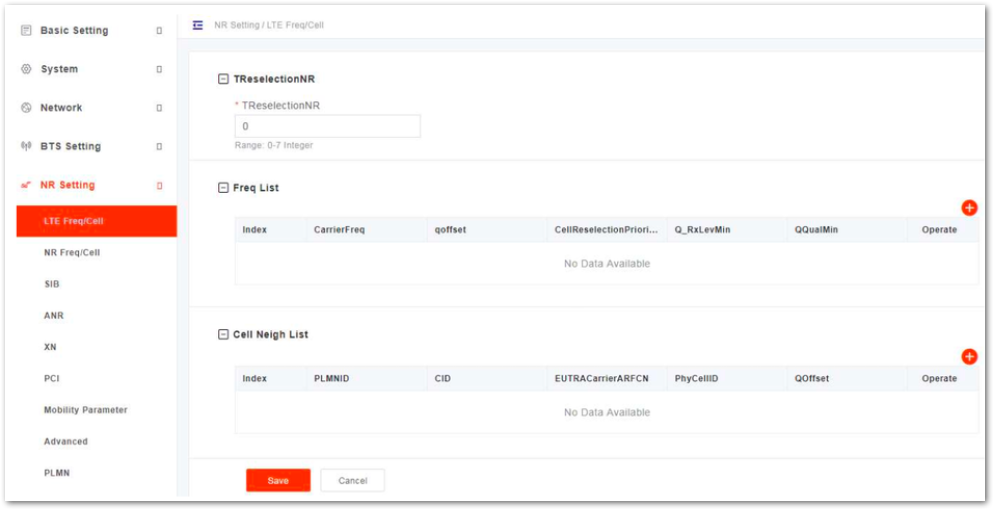 Basic Setting
System
Network
BTS Setting
NR Setting
LTE Freq/Cell
NR Freq/Cell
SIB
ANR
XN
PCI
Mobility Parameter
Advanced
PLMN
NR Setting / LTE Freq/Cell
TReselectionNR
* TReselectionNR
0
Range: 0-7 Integer
Freq List
Index CarrierFreq qoffset CellReselectionPriori... Q_RxLevMin QQualMin Operate
No Data Available
Cell Neigh List
Index PLMNID CID EUTRACarrierARFCN PhyCellID QOffset Operate
No Data Available
Save Cancel